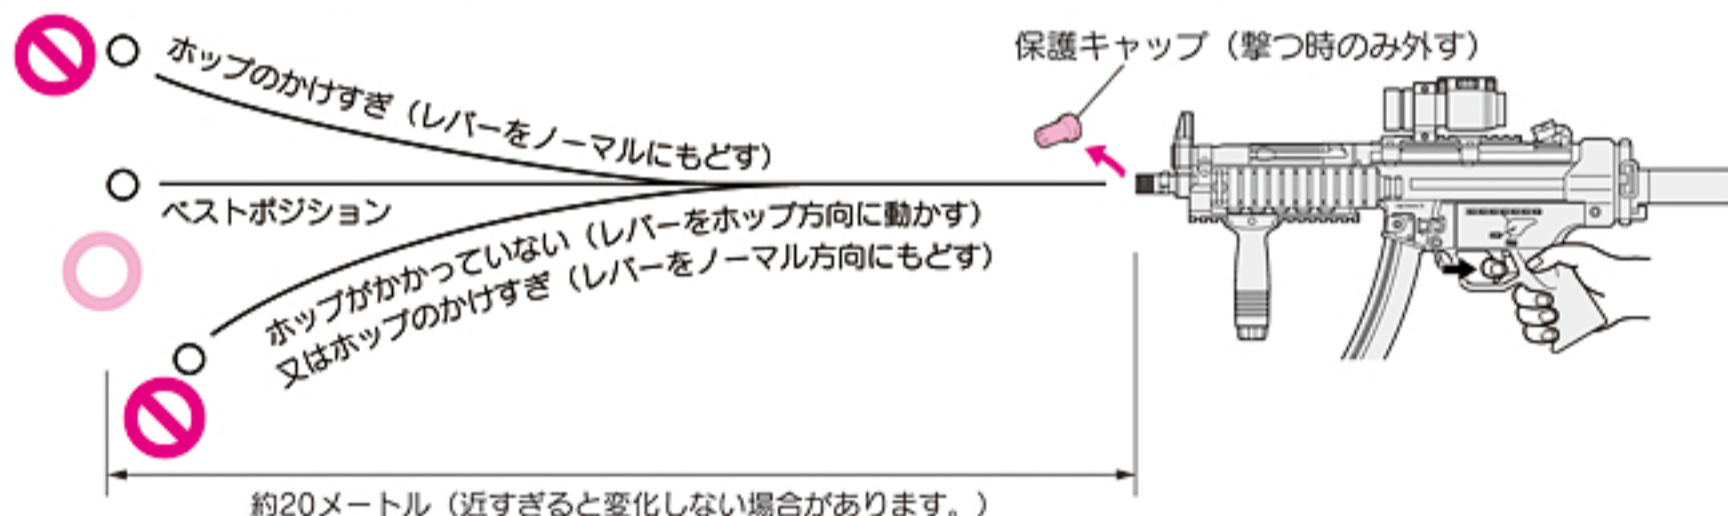 ホップのかけすぎ（レバーをノーマルにもどす）
保護キャップ（撃つ時のみ外す）
ベストポジション
ホップがかかっていない（レバーをホップ方向に動かす）
又はホップのかけすぎ（レバーをノーマル方向にもどす）
約20メートル（近すぎると変化しない場合があります。）